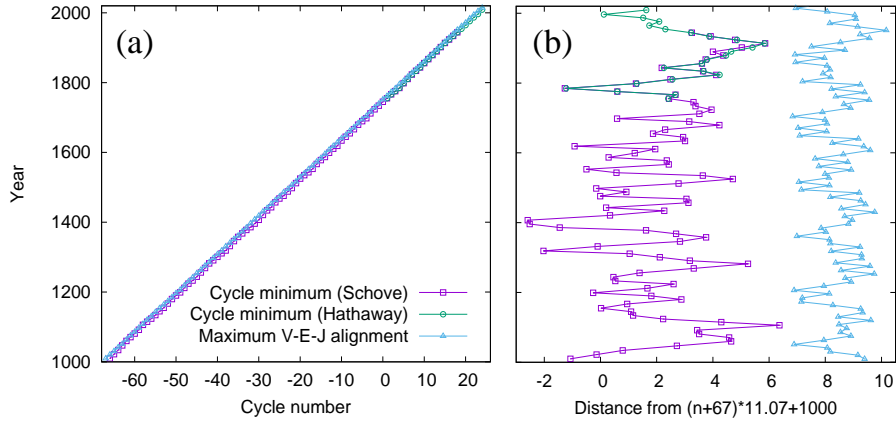 (a)
(b)
Year
2000
1800
1600
1400
1200
1000
Cycle minimum (Schove)
Cycle minimum (Hathaway)
Maximum V-E-J alignment
-60 -50 -40 -30 -20 -10 0 10 20
Cycle number
-2 0 2 4 6 8 10
Distance from (n+67)*11.07+1000